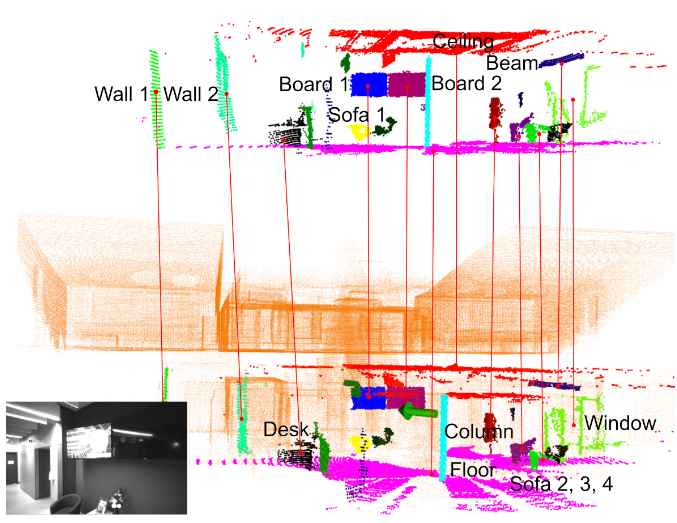 Ceiling
Beam
Wall 1 Wall 2
Board 1
Board 2
Sofa 1
Desk
Column
Window
Floor
Sofa 2, 3, 4